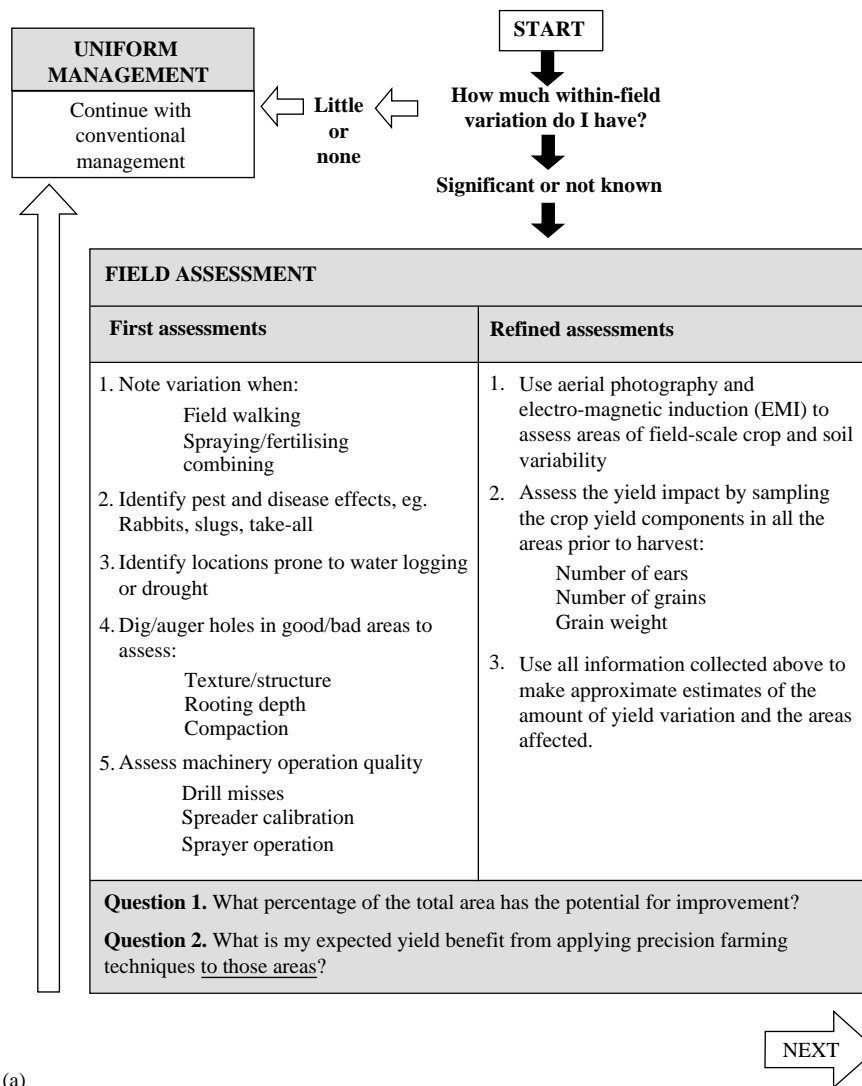 START
UNIFORM
MANAGEMENT
Continue with
conventional
management
Little
or
none
How much within-field
variation do I have?
Significant or not known
FIELD ASSESSMENT
First assessments
1. Note variation when:
Field walking
Spraying/fertilising
combining
2. Identify pest and disease effects, eg.
Rabbits, slugs, take-all
3. Identify locations prone to water logging
or drought
4. Dig/auger holes in good/bad areas to
assess:
Texture/structure
Rooting depth
Compaction
5. Assess machinery operation quality
Drill misses
Spreader calibration
Sprayer operation
Refined assessments
1. Use aerial photography and
electro-magnetic induction (EMI) to
assess areas of field-scale crop and soil
variability
2. Assess the yield impact by sampling
the crop yield components in all the
areas prior to harvest:
Number of ears
Number of grains
Grain weight
3. Use all information collected above to
make approximate estimates of the
amount of yield variation and the areas
affected.
Question 1. What percentage of the total area has the potential for improvement?
Question 2. What is my expected yield benefit from applying precision farming
techniques to those areas?
NEXT
(a)